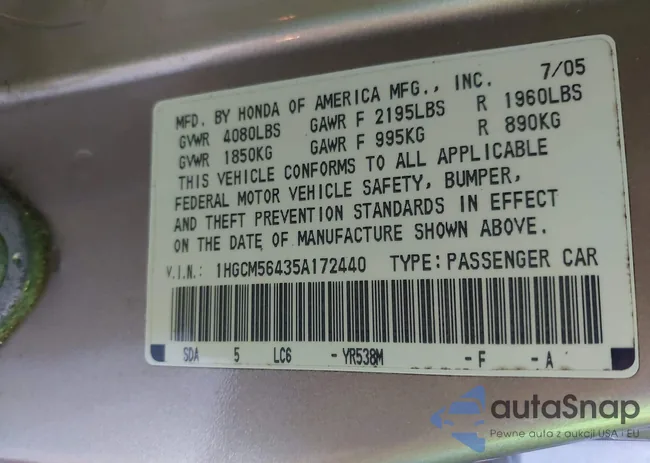 MFD. BY HONDA OF AMERICA MFG., INC. 7/05
GVWR 4080LBS GAWR F 2195LBS R 1960LBS
GVWR 1850KG GAWR F 995KG R 890KG
THIS VEHICLE CONFORMS TO ALL APPLICABLE
FEDERAL MOTOR VEHICLE SAFETY, BUMPER,
AND THEFT PREVENTION STANDARDS IN EFFECT
ON THE DATE OF MANUFACTURE SHOWN ABOVE.
V.I.N.: 1HGCM56435A172440 TYPE: PASSENGER CAR
SDA 5 LC6 - YR538M - F - A
autaSnap
Pewne auta z aukcji USA i EU